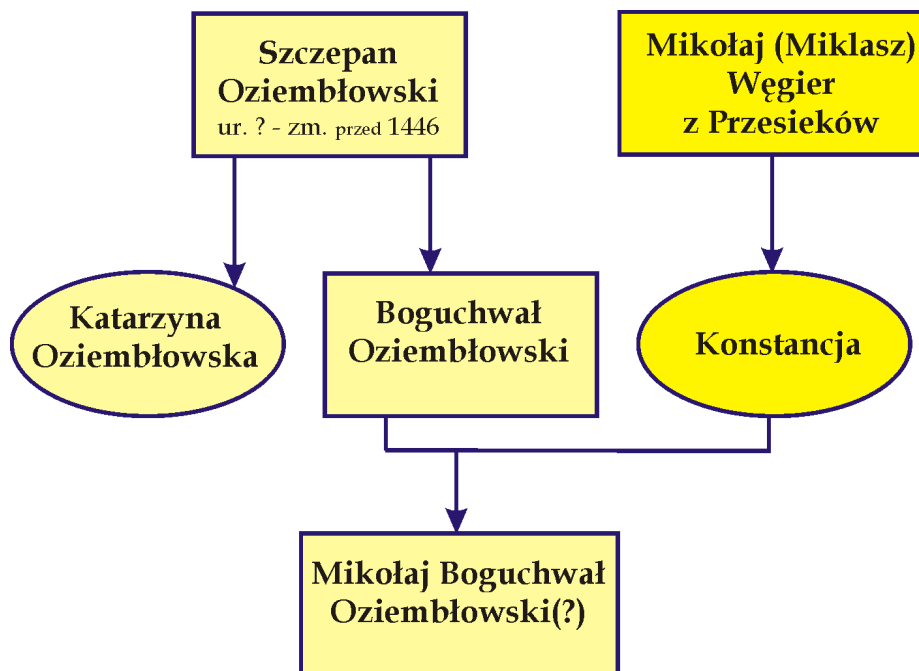 Szczepan
Oziembłowski
ur. ? - zm. przed 1446
Mikołaj (Miklasz)
Węgier
z Przesieków
Katarzyna
Oziembłowska
Boguchwał
Oziembłowski
Konstancja
Mikołaj Boguchwał
Oziembłowski(?)